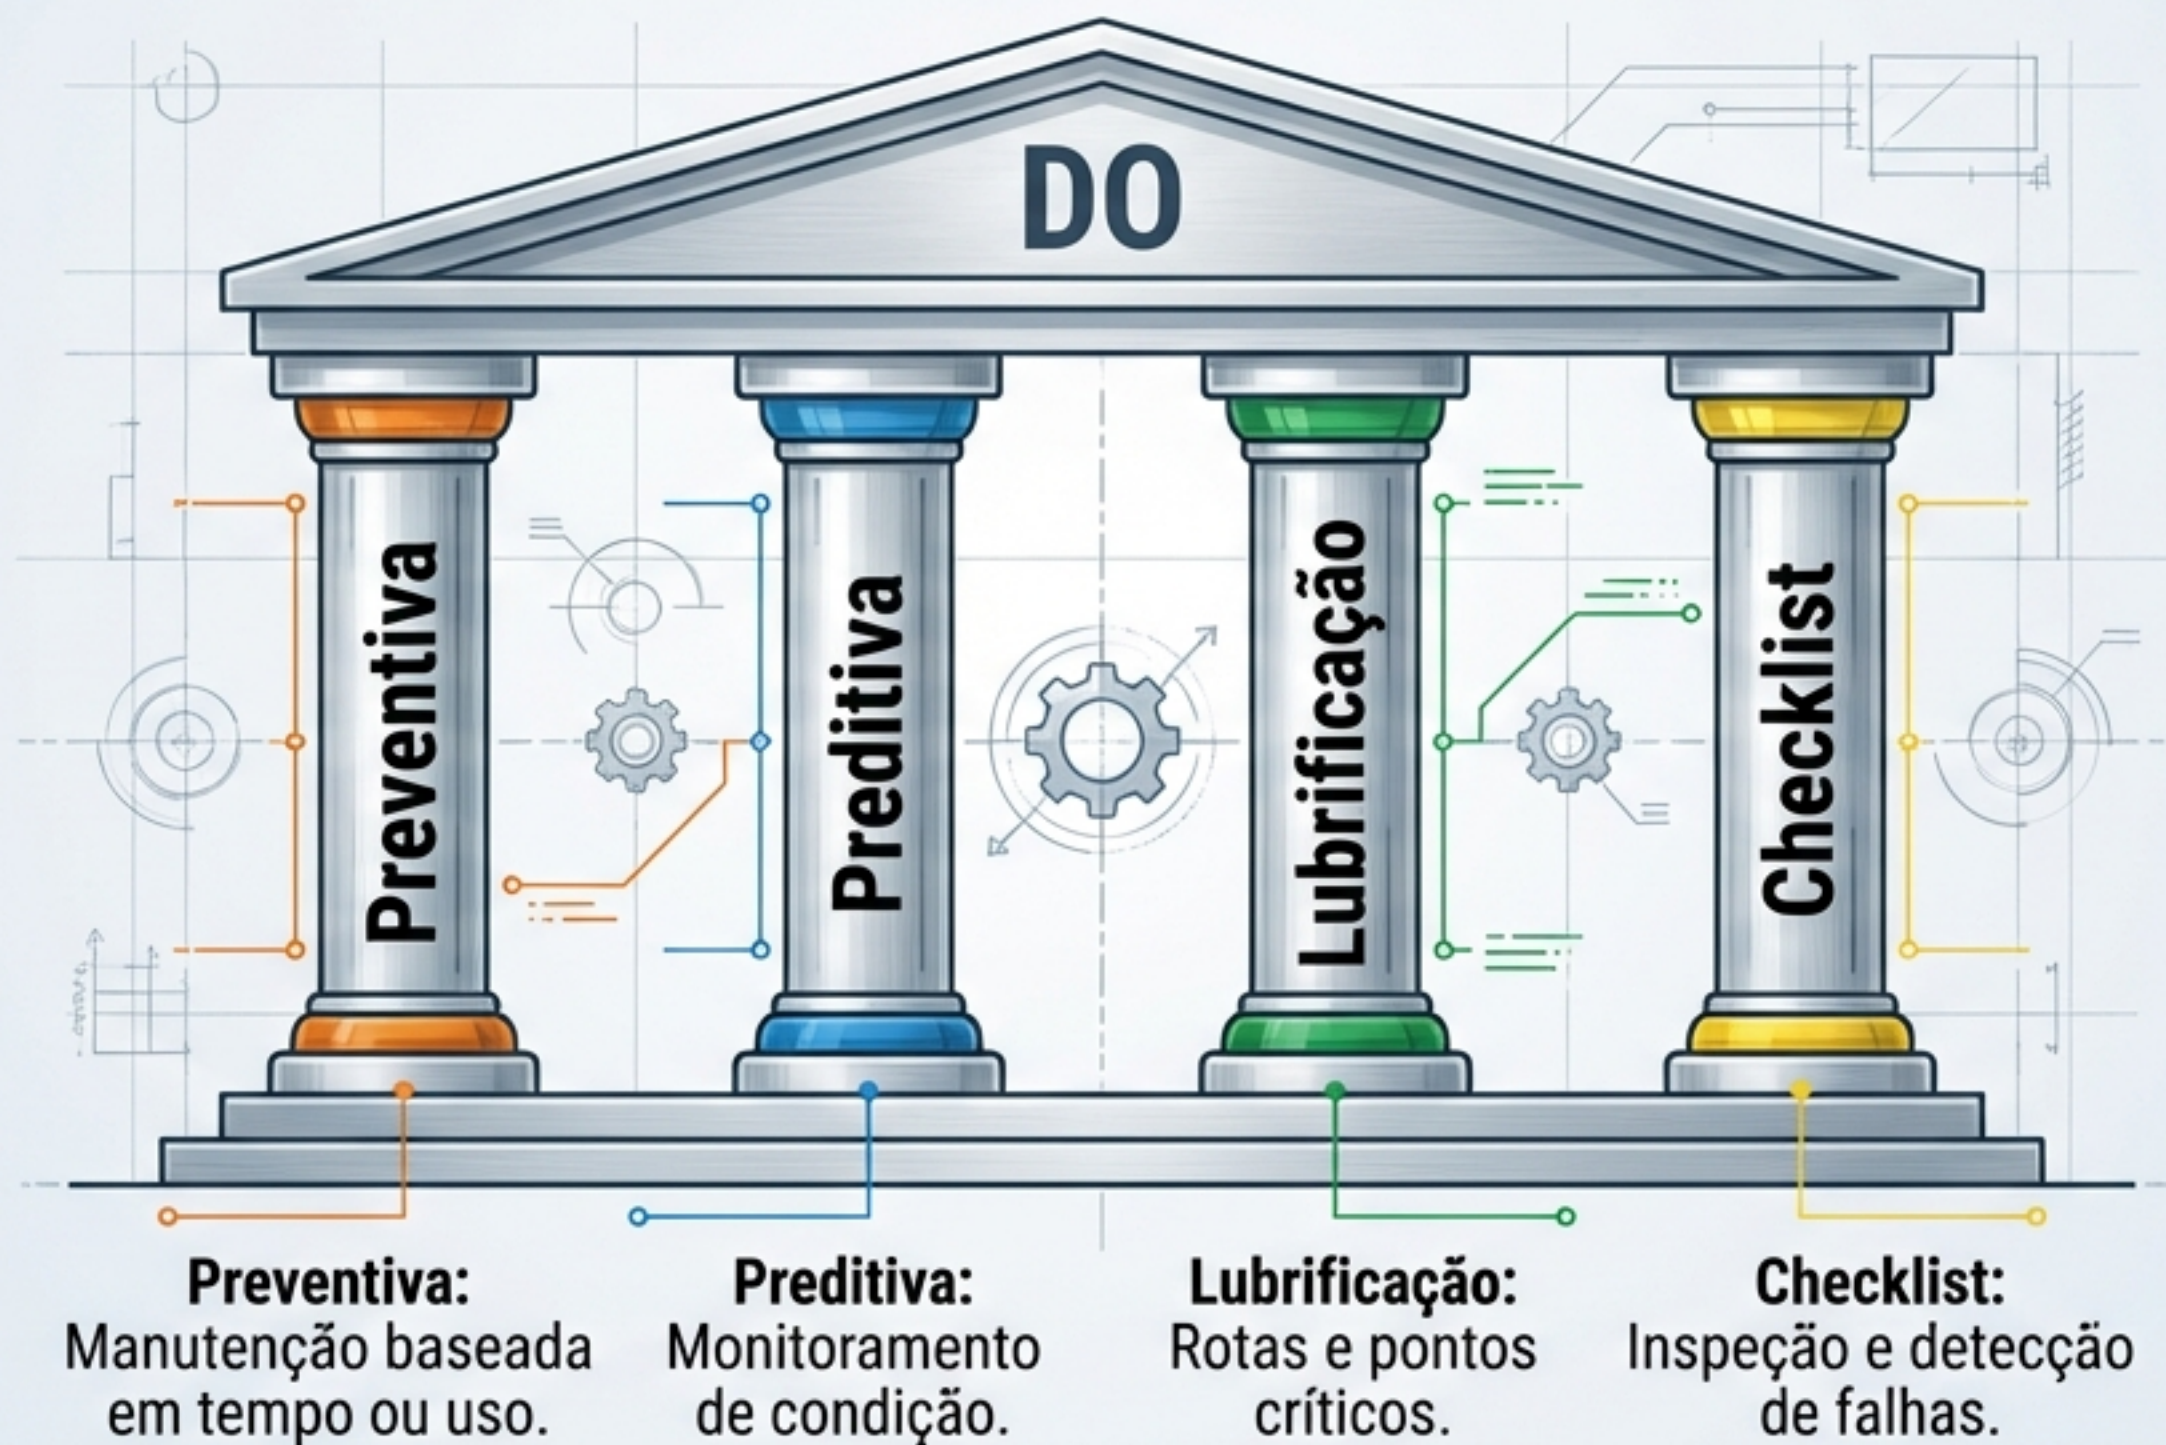 DO
Preventiva
Preditiva
Lubrificação
Checklist
Preventiva:
Manutenção baseada
em tempo ou uso.
Preditiva:
Monitoramento
de condição.
Lubrificação:
Rotas e pontos
críticos.
Checklist:
Inspeção e detecção
de falhas.